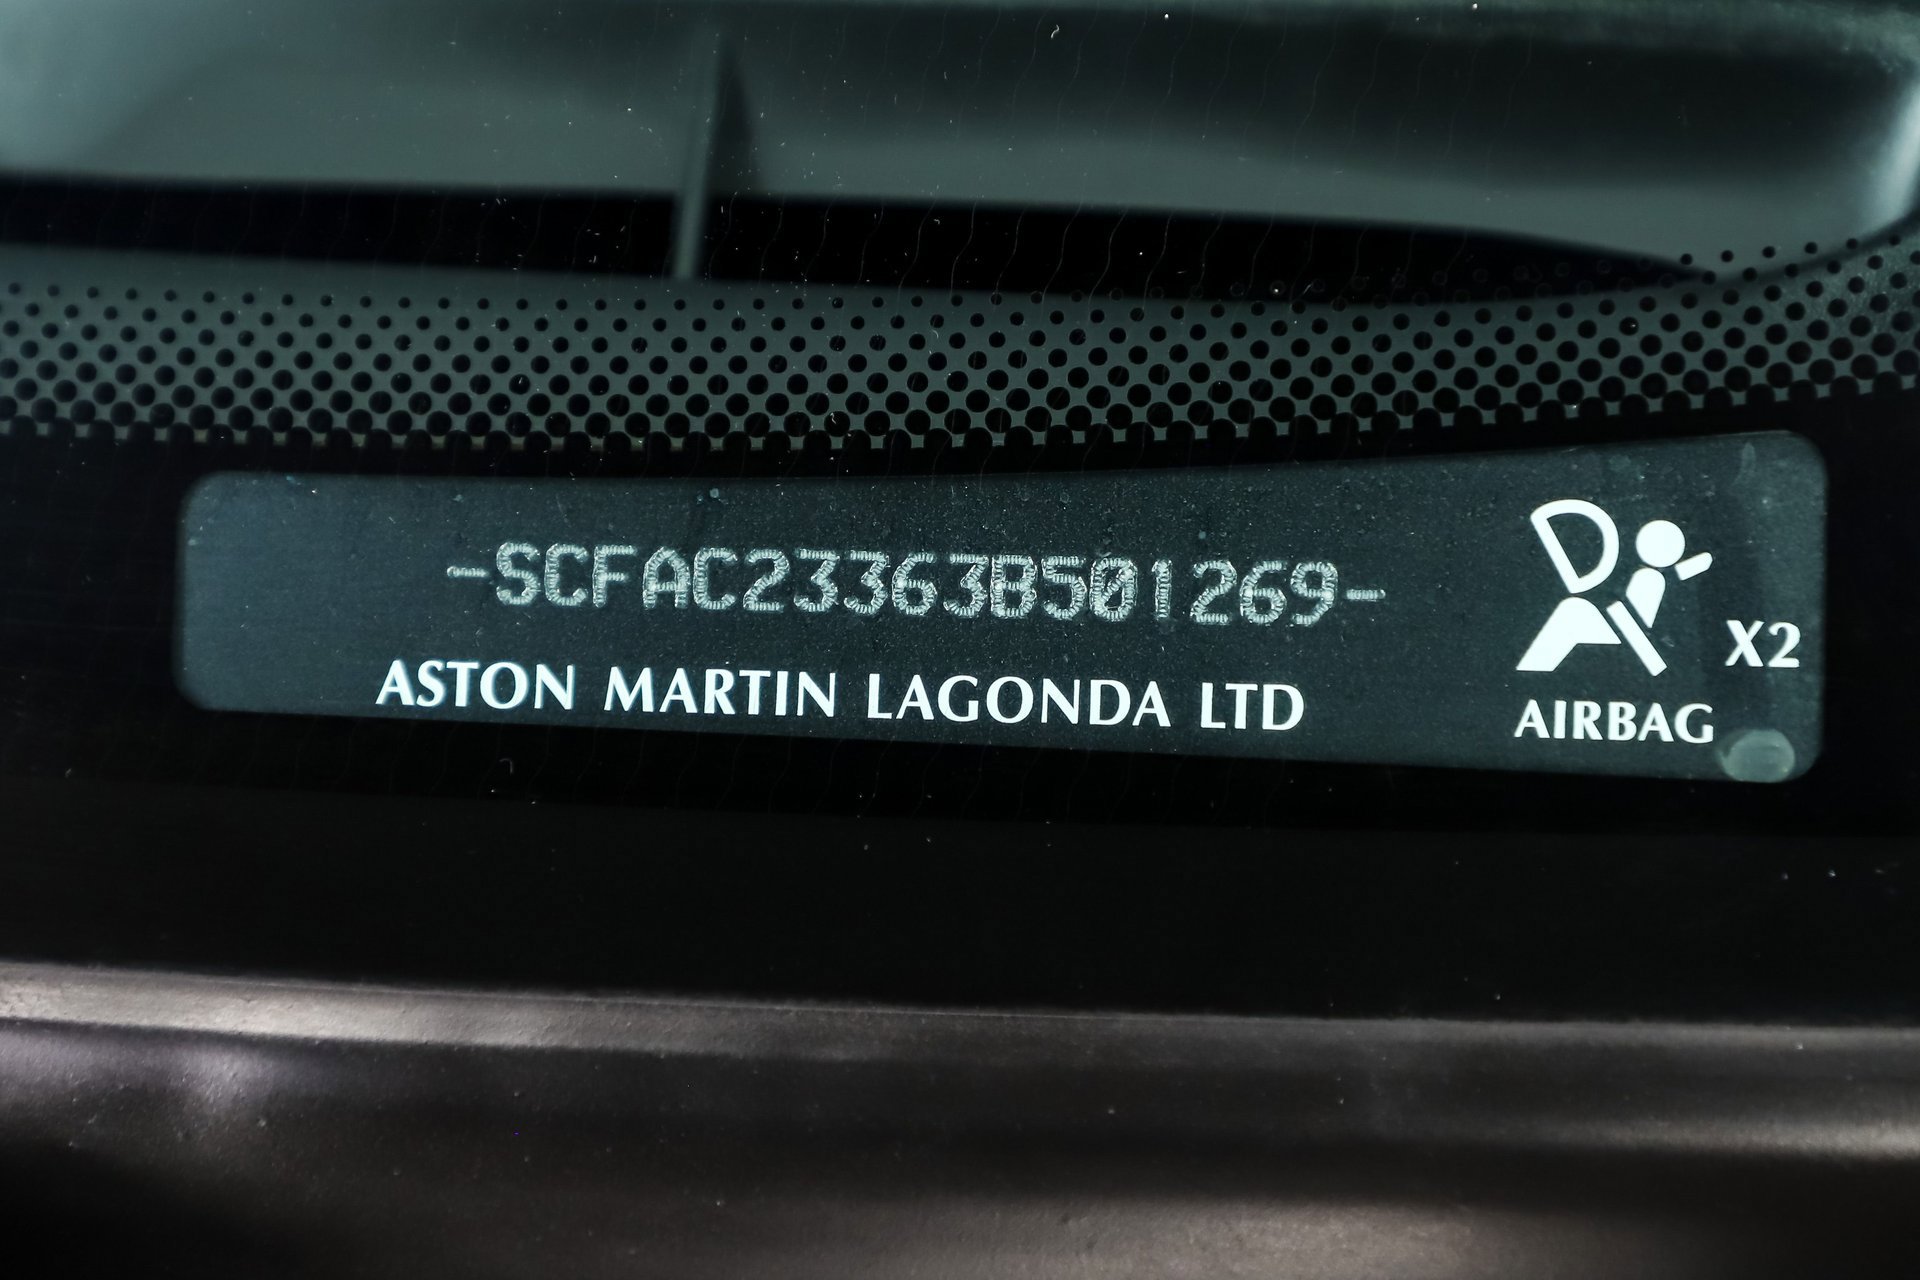 -SCFAC23363B501269-
ASTON MARTIN LAGONDA LTD
X2
AIRBAG